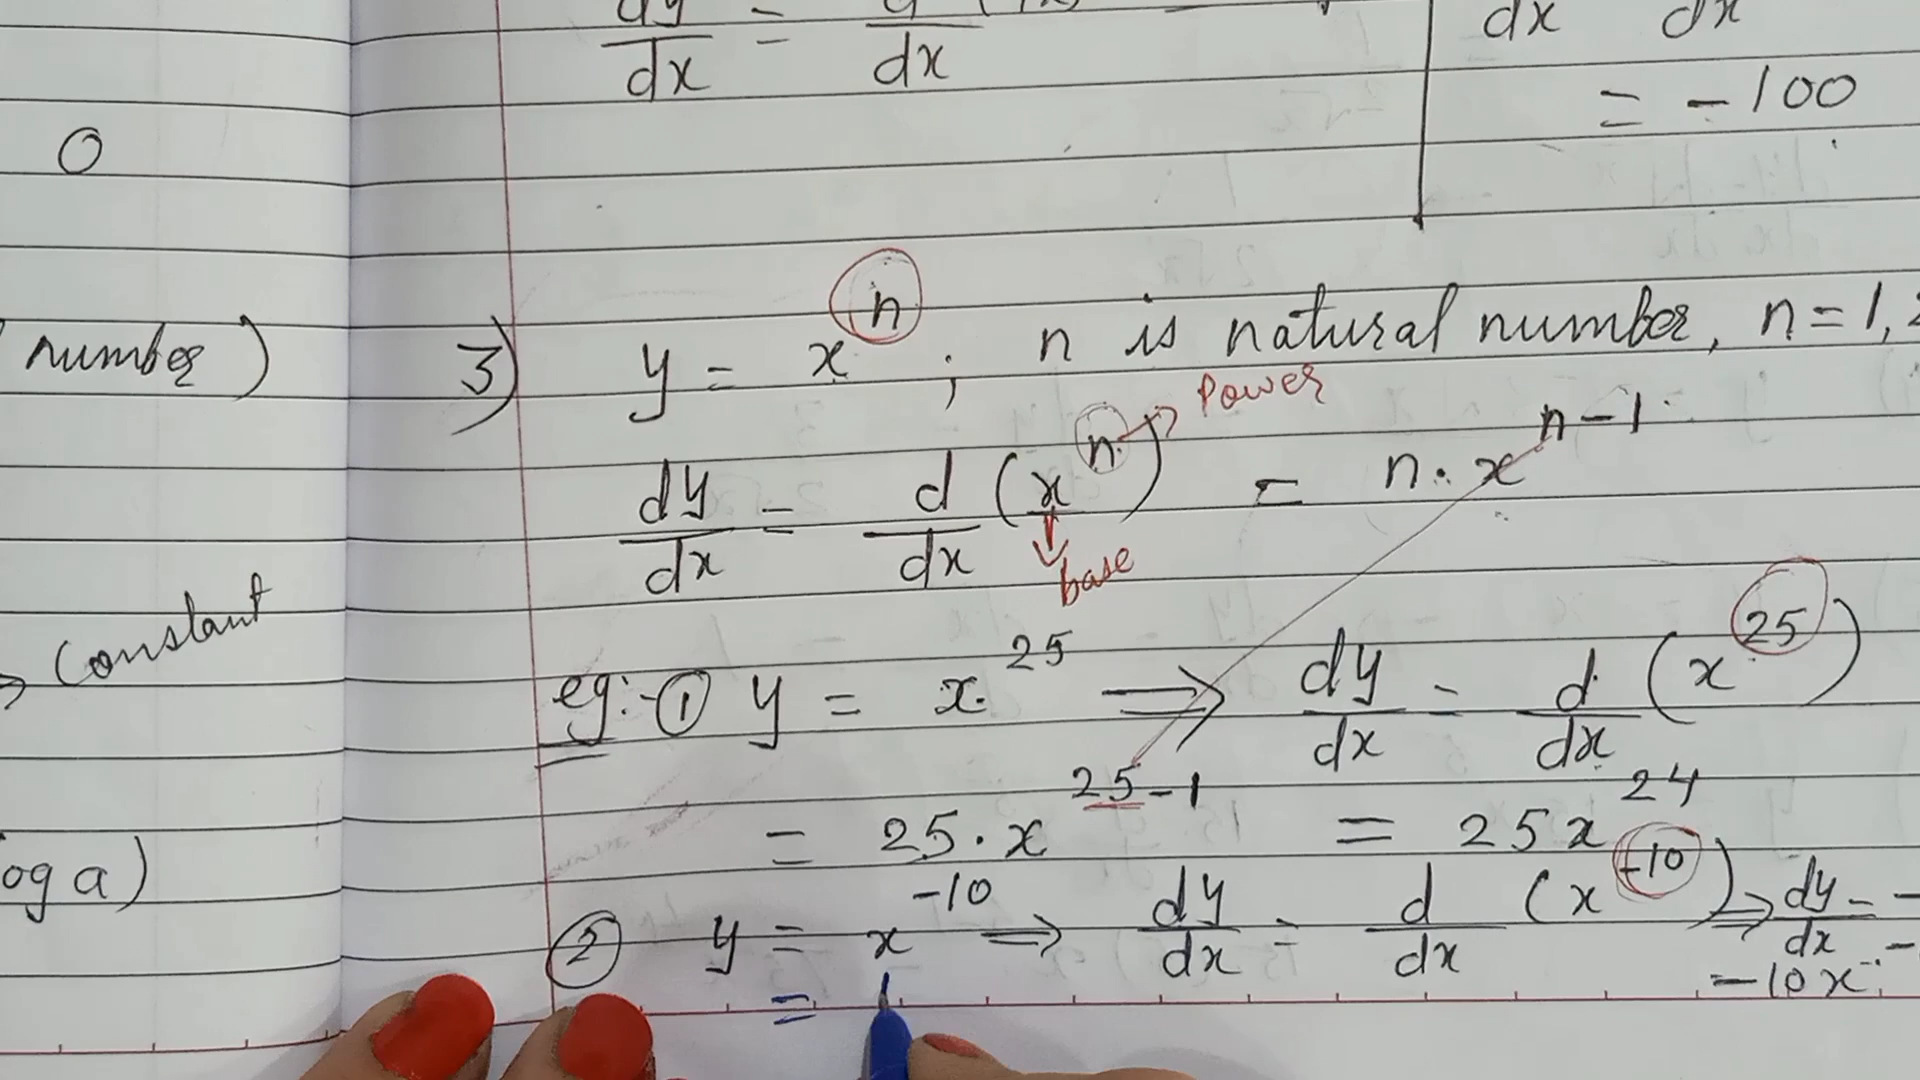 dy/dx = d/dx
dx dx
= -100
0
number)
3) y = x^n ; n is natural number, n = 1,
Power
dy/dx = d/dx (x^n) = n · x^(n-1)
base
constant
eg:- ① y = x^25 ⇒ dy/dx = d/dx (x^25)
= 25 · x^(25-1) = 25x^24
og a)
② y = x^-10 ⇒ dy/dx = d/dx (x^-10) ⇒ dy/dx = -
= -10x
=